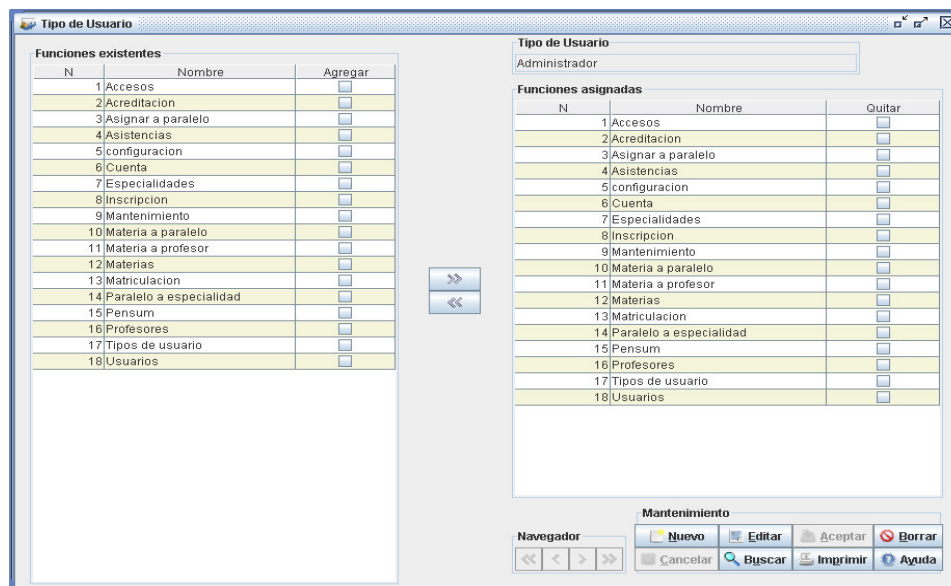 Tipo de Usuario
Funciones existentes
N Nombre Agregar
1 Accesos
2 Acreditacion
3 Asignar a paralelo
4 Asistencias
5 configuracion
6 Cuenta
7 Especialidades
8 Inscripcion
9 Mantenimiento
10 Materia a paralelo
11 Materia a profesor
12 Materias
13 Matriculacion
14 Paralelo a especialidad
15 Pensum
16 Profesores
17 Tipos de usuario
18 Usuarios
>>
<<
Tipo de Usuario
Administrador
Funciones asignadas
N Nombre Quitar
1 Accesos
2 Acreditacion
3 Asignar a paralelo
4 Asistencias
5 configuracion
6 Cuenta
7 Especialidades
8 Inscripcion
9 Mantenimiento
10 Materia a paralelo
11 Materia a profesor
12 Materias
13 Matriculacion
14 Paralelo a especialidad
15 Pensum
16 Profesores
17 Tipos de usuario
18 Usuarios
Navegador
<< < > >>
Mantenimiento
Nuevo Editar Aceptar Borrar
Cancelar Buscar Imprimir Ayuda